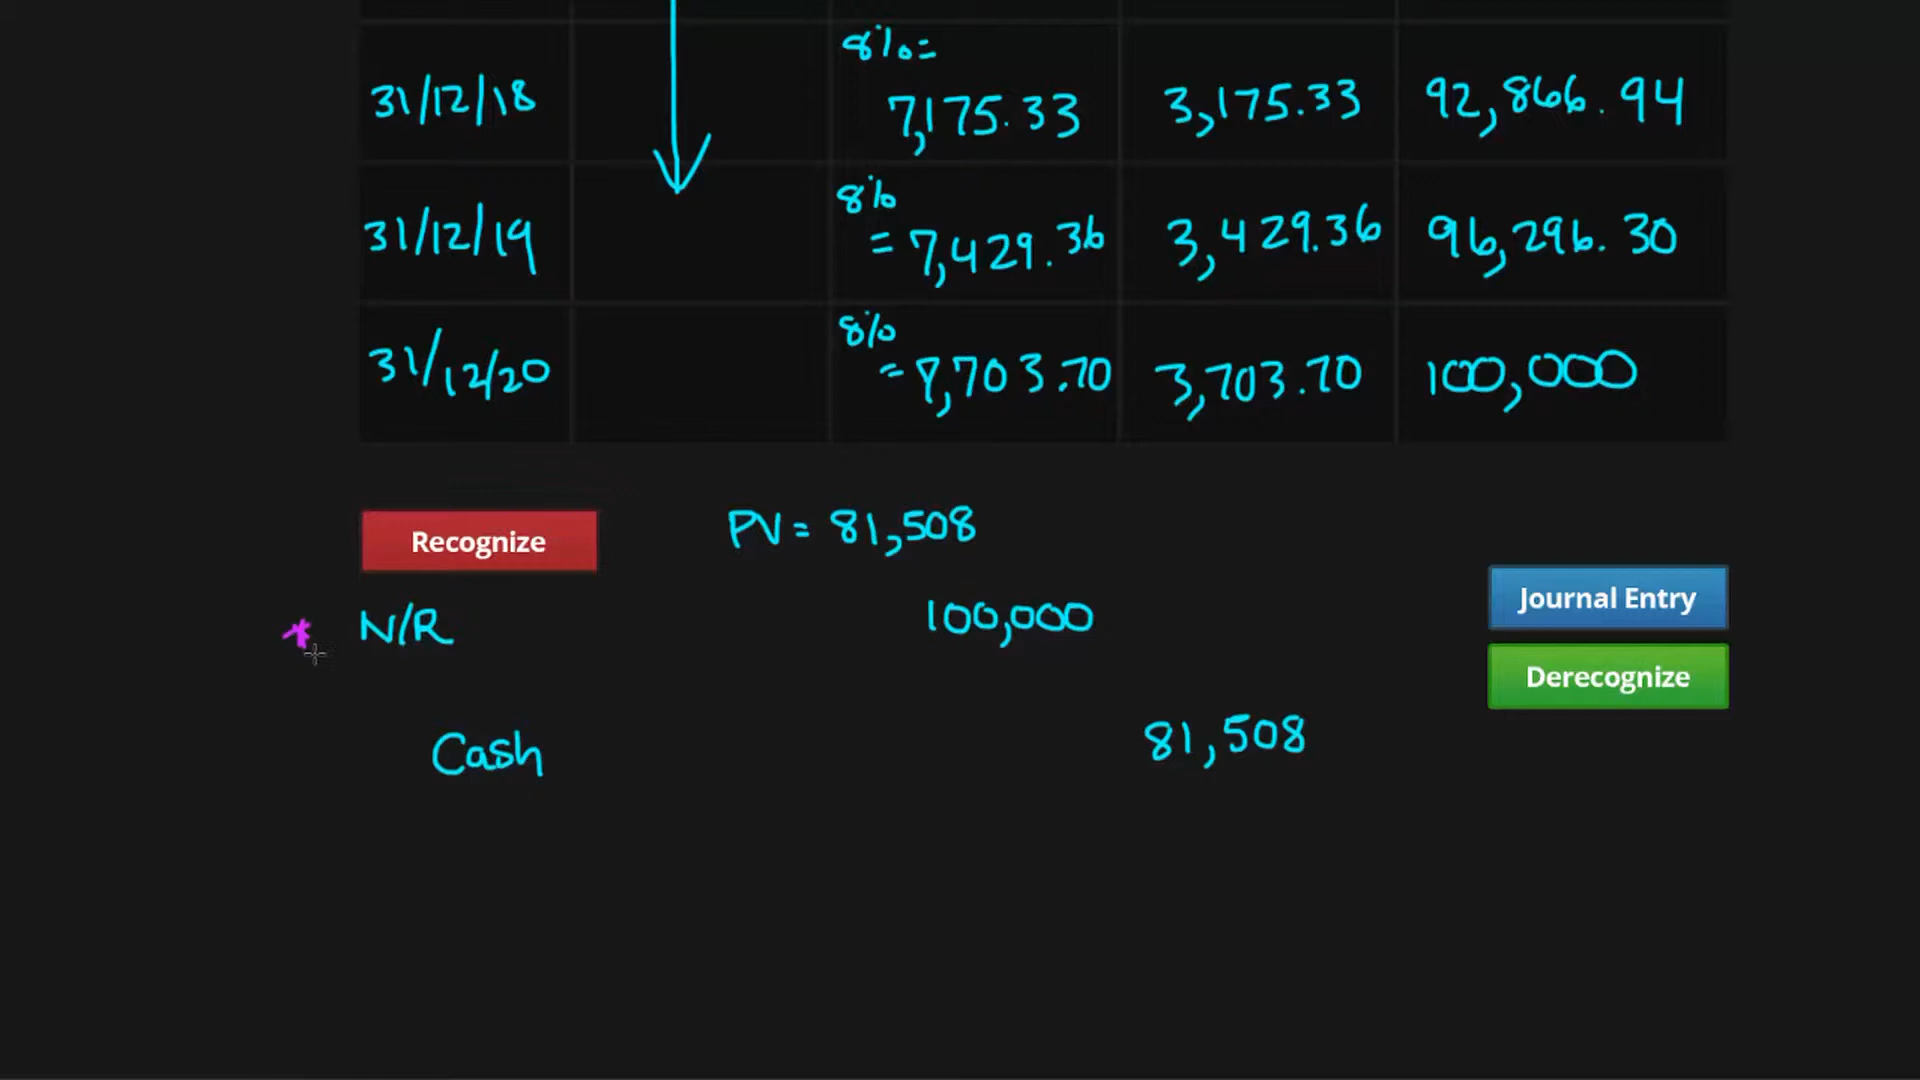 8%=
31/12/18 7,175.33 3,175.33 92,866.94
8%
31/12/19 = 7,429.36 3,429.36 96,296.30
8%
31/12/20 = 7,703.70 3,703.70 100,000
Recognize PV = 81,508
Journal Entry
* N/R 100,000
Derecognize
Cash 81,508